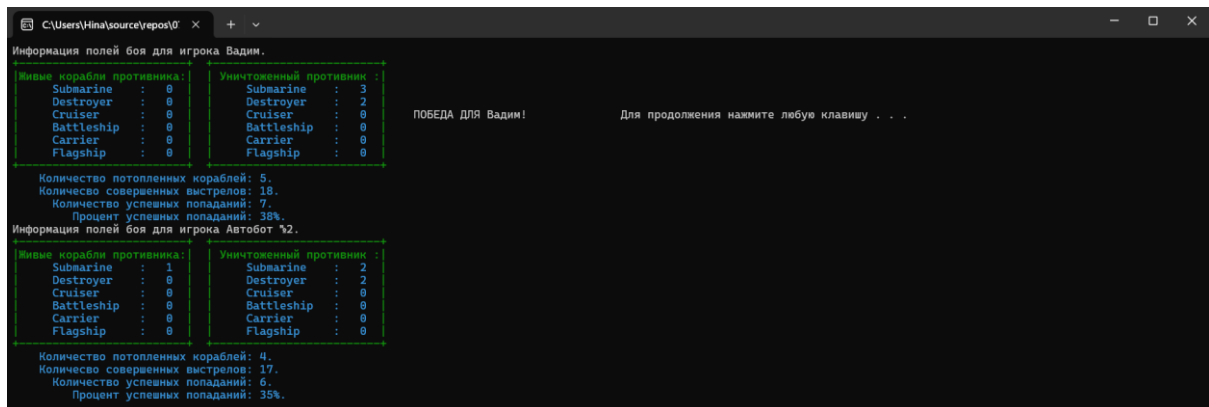 C:\Users\Hina\source\repos\0
Информация полей боя для игрока Вадим.
Живые корабли противника: Уничтоженный противник :
Submarine : 0 Submarine : 3
Destroyer : 0 Destroyer : 2
Cruiser : 0 Cruiser : 0 ПОБЕДА ДЛЯ Вадим! Для продолжения нажмите любую клавишу . . .
Battleship : 0 Battleship : 0
Carrier : 0 Carrier : 0
Flagship : 0 Flagship : 0
Количество потопленных кораблей: 5.
Количесво совершенных выстрелов: 18.
Количество успешных попаданий: 7.
Процент успешных попаданий: 38%.
Информация полей боя для игрока Автобот %2.
Живые корабли противника: Уничтоженный противник :
Submarine : 1 Submarine : 2
Destroyer : 0 Destroyer : 2
Cruiser : 0 Cruiser : 0
Battleship : 0 Battleship : 0
Carrier : 0 Carrier : 0
Flagship : 0 Flagship : 0
Количество потопленных кораблей: 4.
Количесво совершенных выстрелов: 17.
Количество успешных попаданий: 6.
Процент успешных попаданий: 35%.